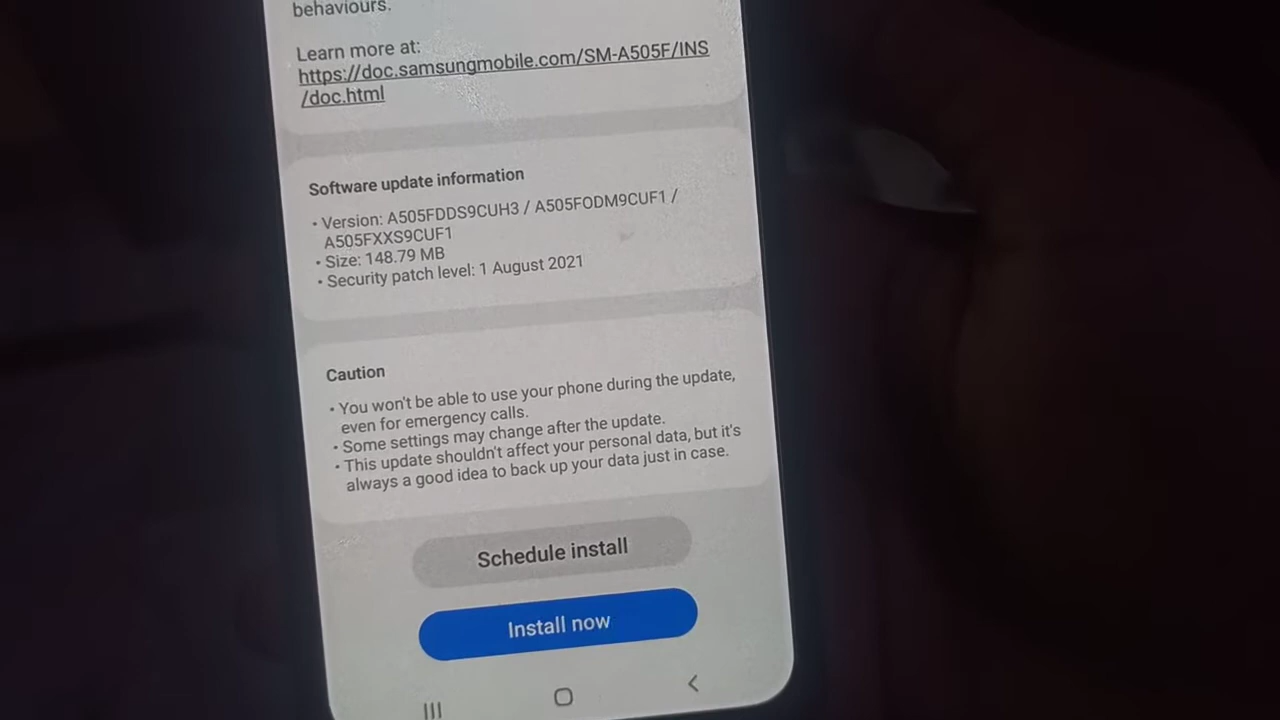 behaviours.
Learn more at:
https://doc.samsungmobile.com/SM-A505F/INS
/doc.html
Software update information
• Version: A505FDDS9CUH3 / A505FODM9CUF1 /
A505FXXS9CUF1
• Size: 148.79 MB
• Security patch level: 1 August 2021
Caution
• You won't be able to use your phone during the update,
even for emergency calls.
• Some settings may change after the update.
• This update shouldn't affect your personal data, but it's
always a good idea to back up your data just in case.
Schedule install
Install now